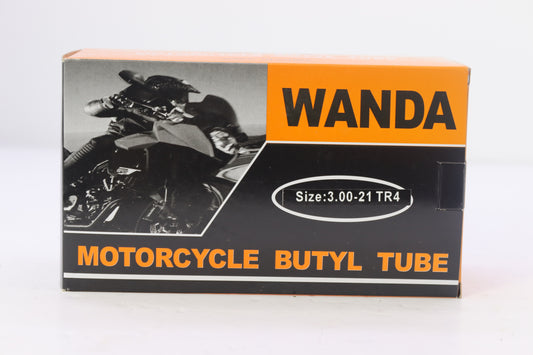 WANDA
Size:3.00-21 TR4
MOTORCYCLE BUTYL TUBE